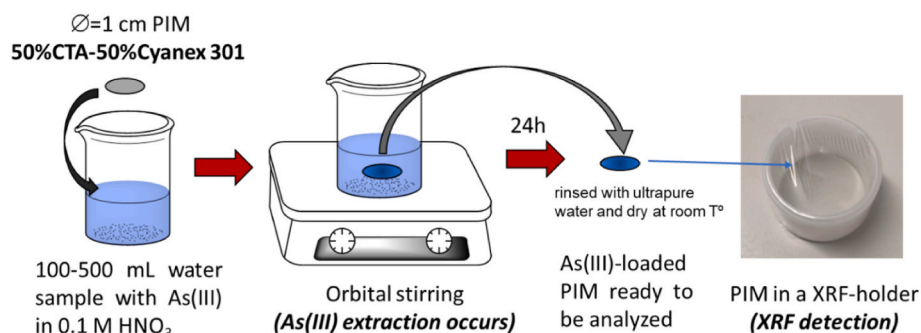 ∅=1 cm PIM
50%CTA-50%Cyanex 301
100-500 mL water
sample with As(III)
in 0.1 M HNO₃
Orbital stirring
(As(III) extraction occurs)
24h
rinsed with ultrapure
water and dry at room Tº
As(III)-loaded
PIM ready to
be analyzed
PIM in a XRF-holder
(XRF detection)